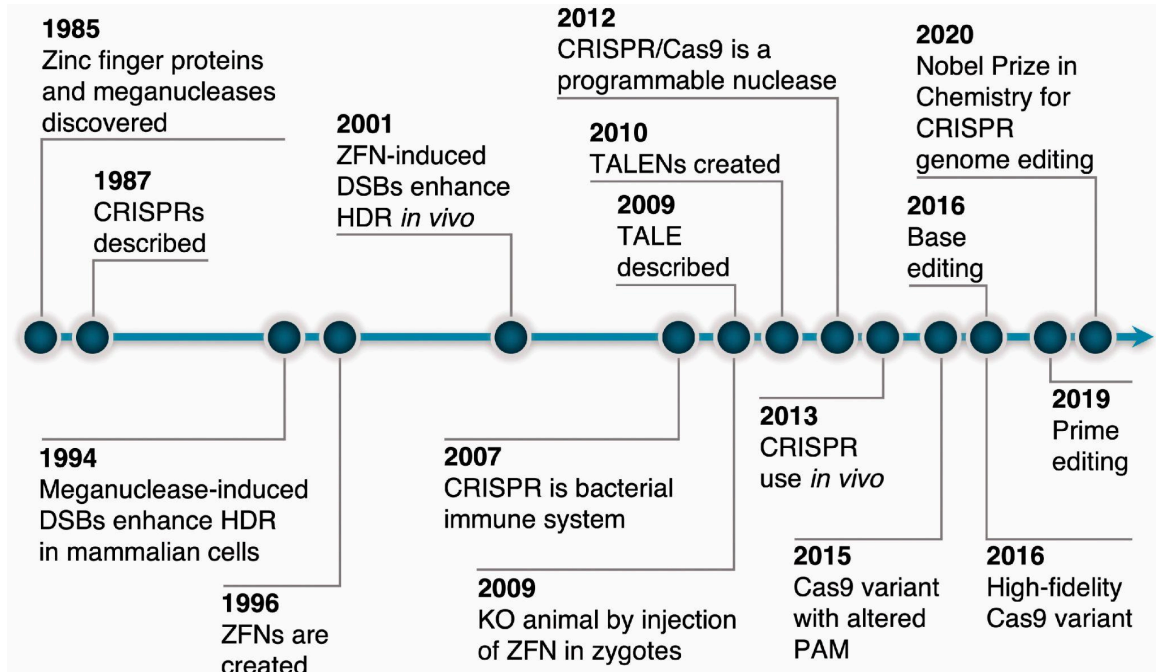 1985
Zinc finger proteins
and meganucleases
discovered
1987
CRISPRs
described
2001
ZFN-induced
DSBs enhance
HDR in vivo
2012
CRISPR/Cas9 is a
programmable nuclease
2010
TALENs created
2009
TALE
described
2020
Nobel Prize in
Chemistry for
CRISPR
genome editing
2016
Base
editing
1994
Meganuclease-induced
DSBs enhance HDR
in mammalian cells
1996
ZFNs are
created
2007
CRISPR is bacterial
immune system
2009
KO animal by injection
of ZFN in zygotes
2013
CRISPR
use in vivo
2015
Cas9 variant
with altered
PAM
2016
High-fidelity
Cas9 variant
2019
Prime
editing